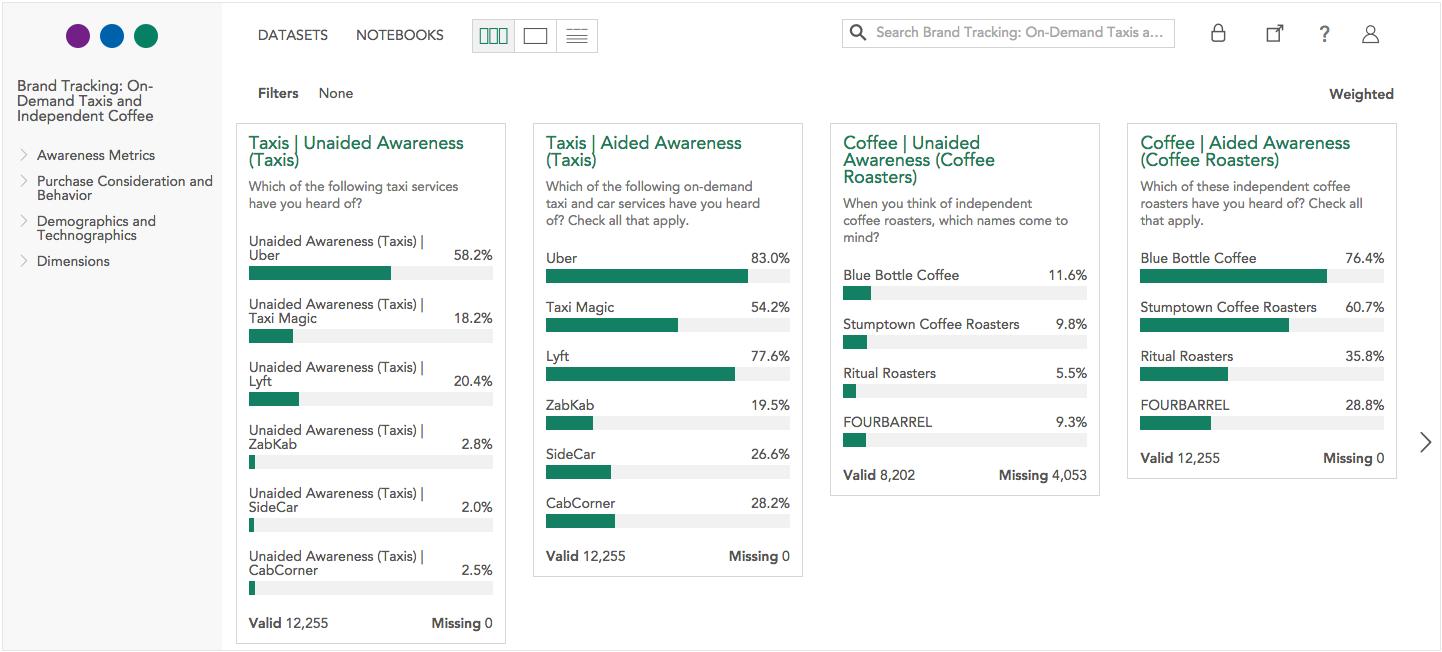 DATASETS
NOTEBOOKS
Search Brand Tracking: On-Demand Taxis a...
?
Brand Tracking: On-
Demand Taxis and
Independent Coffee
Awareness Metrics
Purchase Consideration and
Behavior
Demographics and
Technographics
Dimensions
Filters None
Weighted
Taxis | Unaided Awareness
(Taxis)
Which of the following taxi services
have you heard of?
Unaided Awareness (Taxis) |
Uber 58.2%
Unaided Awareness (Taxis) |
Taxi Magic 18.2%
Unaided Awareness (Taxis) |
Lyft 20.4%
Unaided Awareness (Taxis) |
ZabKab 2.8%
Unaided Awareness (Taxis) |
SideCar 2.0%
Unaided Awareness (Taxis) |
CabCorner 2.5%
Valid 12,255 Missing 0
Taxis | Aided Awareness
(Taxis)
Which of the following on-demand
taxi and car services have you heard
of? Check all that apply.
Uber 83.0%
Taxi Magic 54.2%
Lyft 77.6%
ZabKab 19.5%
SideCar 26.6%
CabCorner 28.2%
Valid 12,255 Missing 0
Coffee | Unaided
Awareness (Coffee
Roasters)
When you think of independent
coffee roasters, which names come to
mind?
Blue Bottle Coffee 11.6%
Stumptown Coffee Roasters 9.8%
Ritual Roasters 5.5%
FOURBARREL 9.3%
Valid 8,202 Missing 4,053
Coffee | Aided Awareness
(Coffee Roasters)
Which of these independent coffee
roasters have you heard of? Check all
that apply.
Blue Bottle Coffee 76.4%
Stumptown Coffee Roasters 60.7%
Ritual Roasters 35.8%
FOURBARREL 28.8%
Valid 12,255 Missing 0